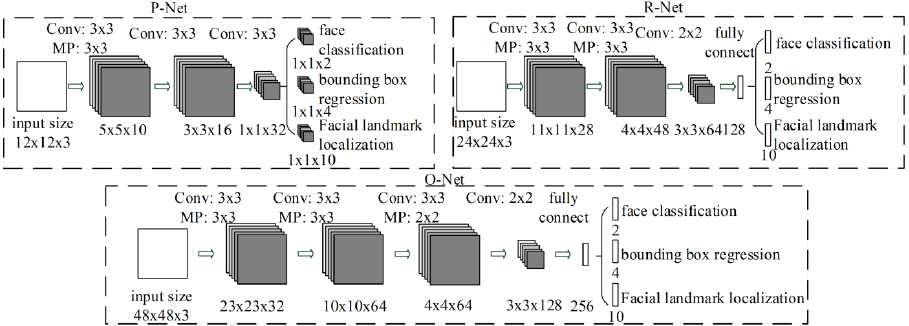 P-Net
Conv: 3x3 Conv: 3x3 Conv: 3x3
MP: 3x3
face
classification
1x1x2
bounding box
regression
1x1x4
Facial landmark
localization
1x1x10
input size
12x12x3
5x5x10 3x3x16 1x1x32
R-Net
Conv: 3x3 Conv: 3x3 Conv: 2x2 fully
MP: 3x3 MP: 3x3 connect
face classification
2
bounding box
regression
4
Facial landmark
localization
10
input size
24x24x3
11x11x28 4x4x48 3x3x64 128
O-Net
Conv: 3x3 Conv: 3x3 Conv: 3x3 Conv: 2x2 fully
MP: 3x3 MP: 3x3 MP: 2x2 connect
face classification
2
bounding box regression
4
Facial landmark localization
10
input size
48x48x3
23x23x32 10x10x64 4x4x64 3x3x128 256